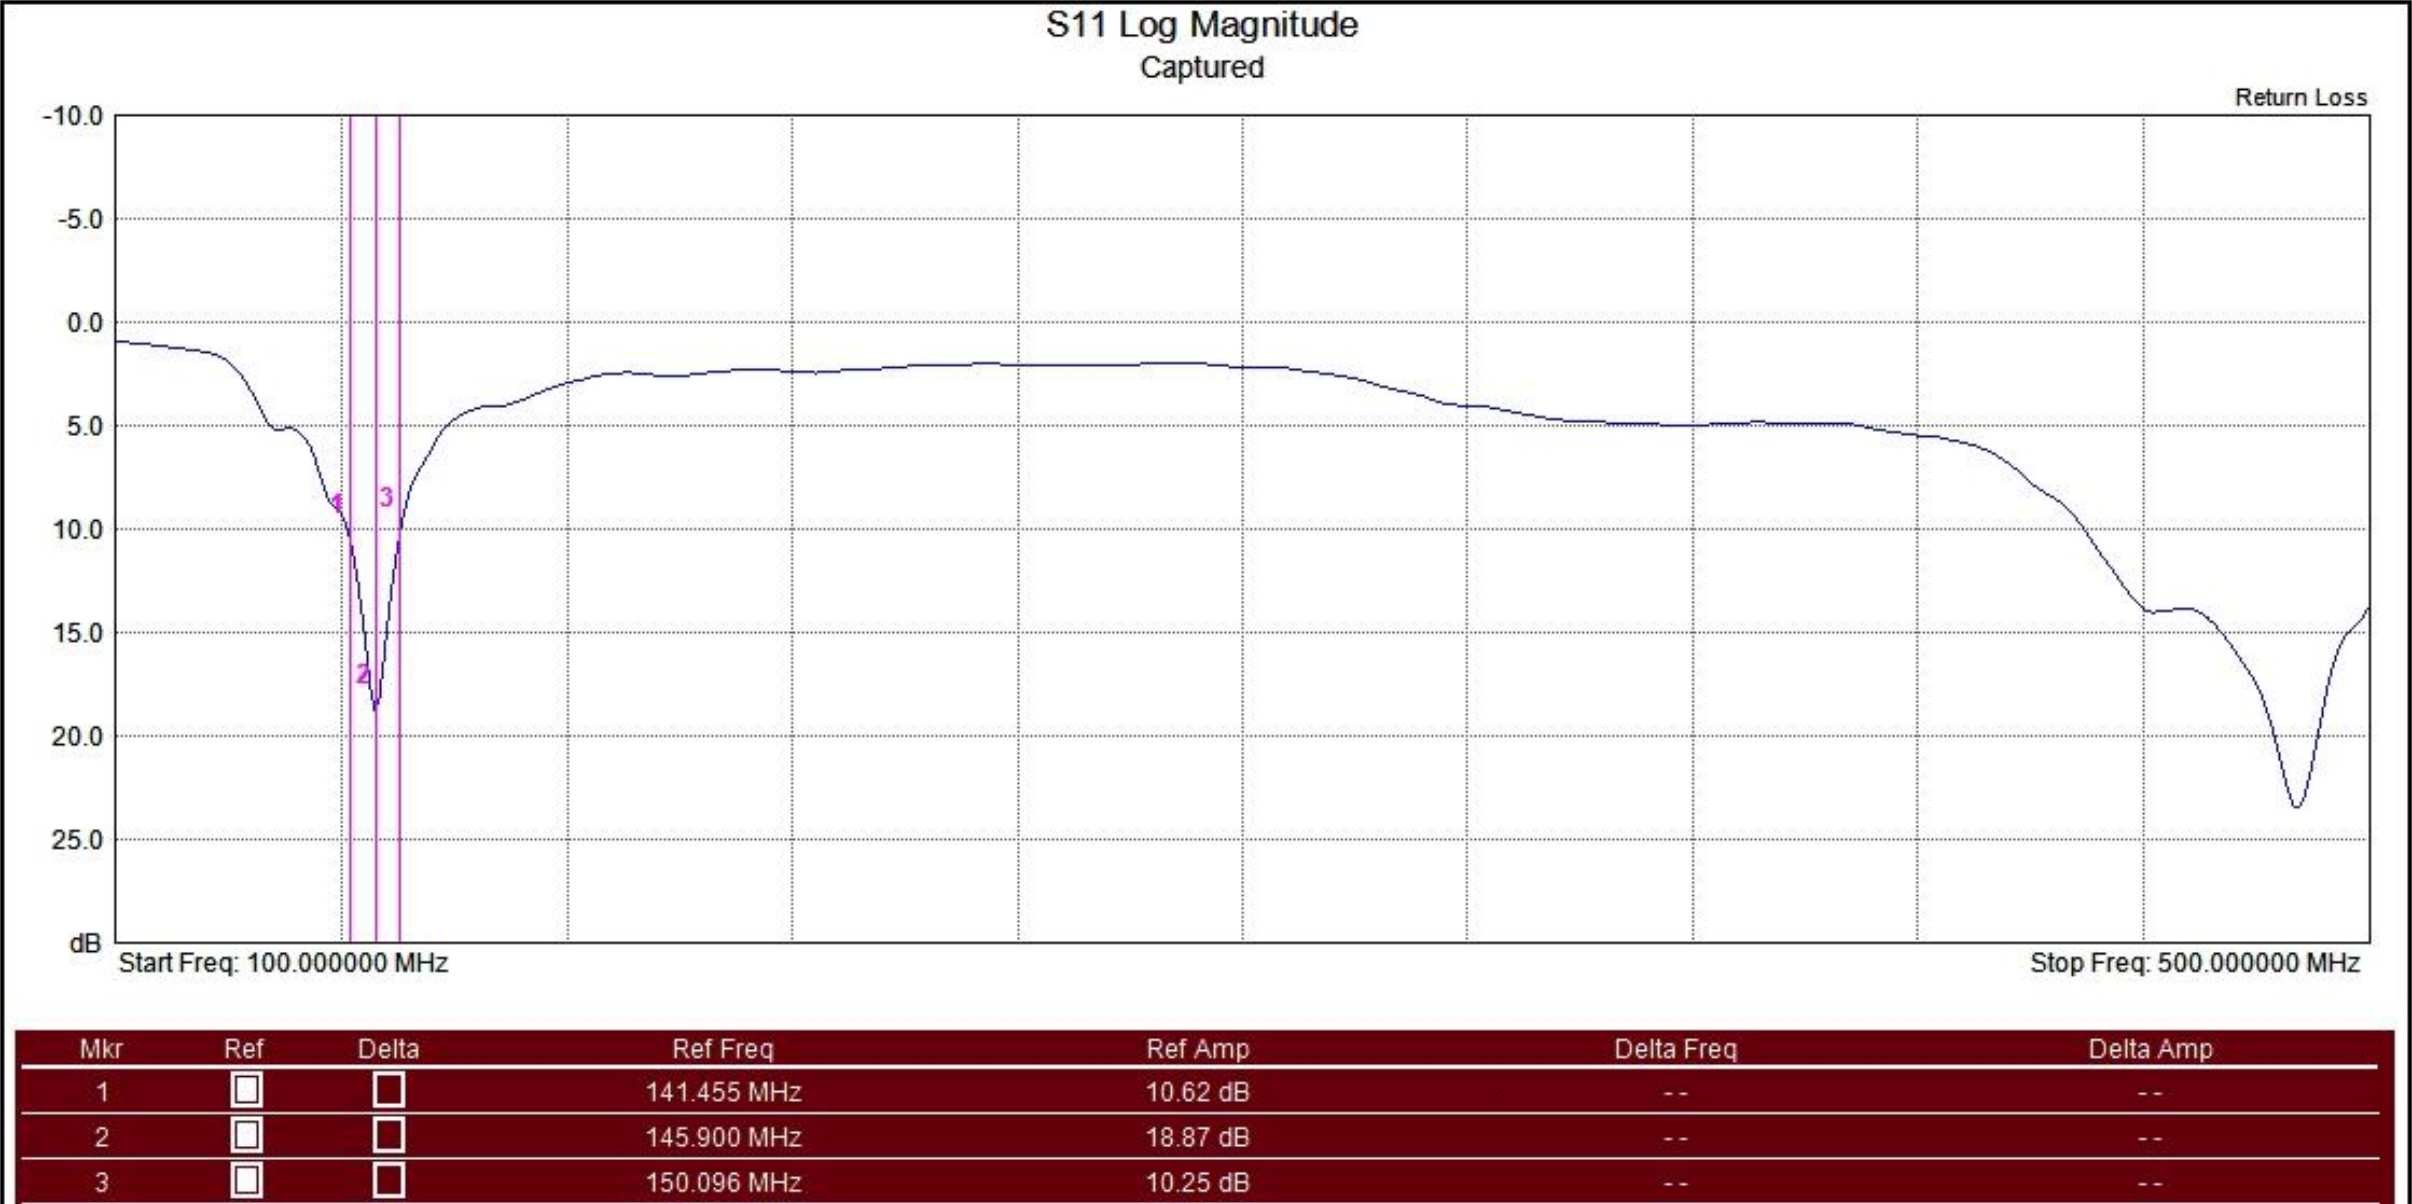 S11 Log Magnitude
Captured
Return Loss
-10.0
-5.0
0.0
5.0
10.0
15.0
20.0
25.0
dB
1
3
2
Start Freq: 100.000000 MHz
Stop Freq: 500.000000 MHz
Mkr Ref Delta Ref Freq Ref Amp Delta Freq Delta Amp
1 141.455 MHz 10.62 dB -- --
2 145.900 MHz 18.87 dB -- --
3 150.096 MHz 10.25 dB -- --